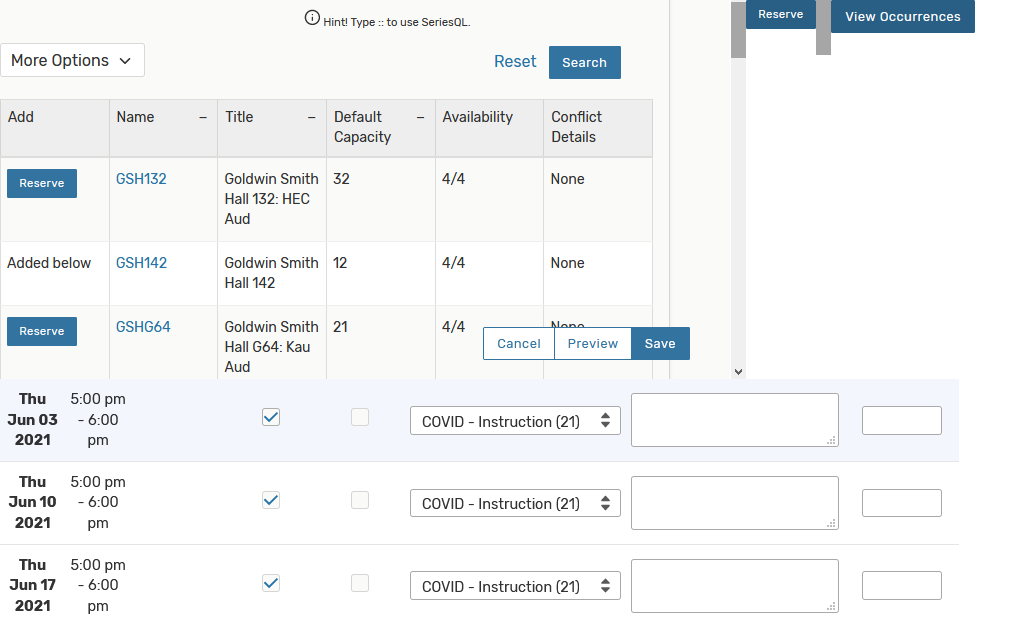 Hint! Type :: to use SeriesQL.
Reserve
View Occurrences
More Options
Reset
Search
Add
Name –
Title –
Default –
Capacity
Availability
Conflict
Details
Reserve
GSH132
Goldwin Smith
Hall 132: HEC
Aud
32
4/4
None
Added below
GSH142
Goldwin Smith
Hall 142
12
4/4
None
Reserve
GSHG64
Goldwin Smith
Hall G64: Kau
Aud
21
4/4
None
Cancel
Preview
Save
Thu
Jun 03
2021
5:00 pm
- 6:00
pm
COVID - Instruction (21)
Thu
Jun 10
2021
5:00 pm
- 6:00
pm
COVID - Instruction (21)
Thu
Jun 17
2021
5:00 pm
- 6:00
pm
COVID - Instruction (21)